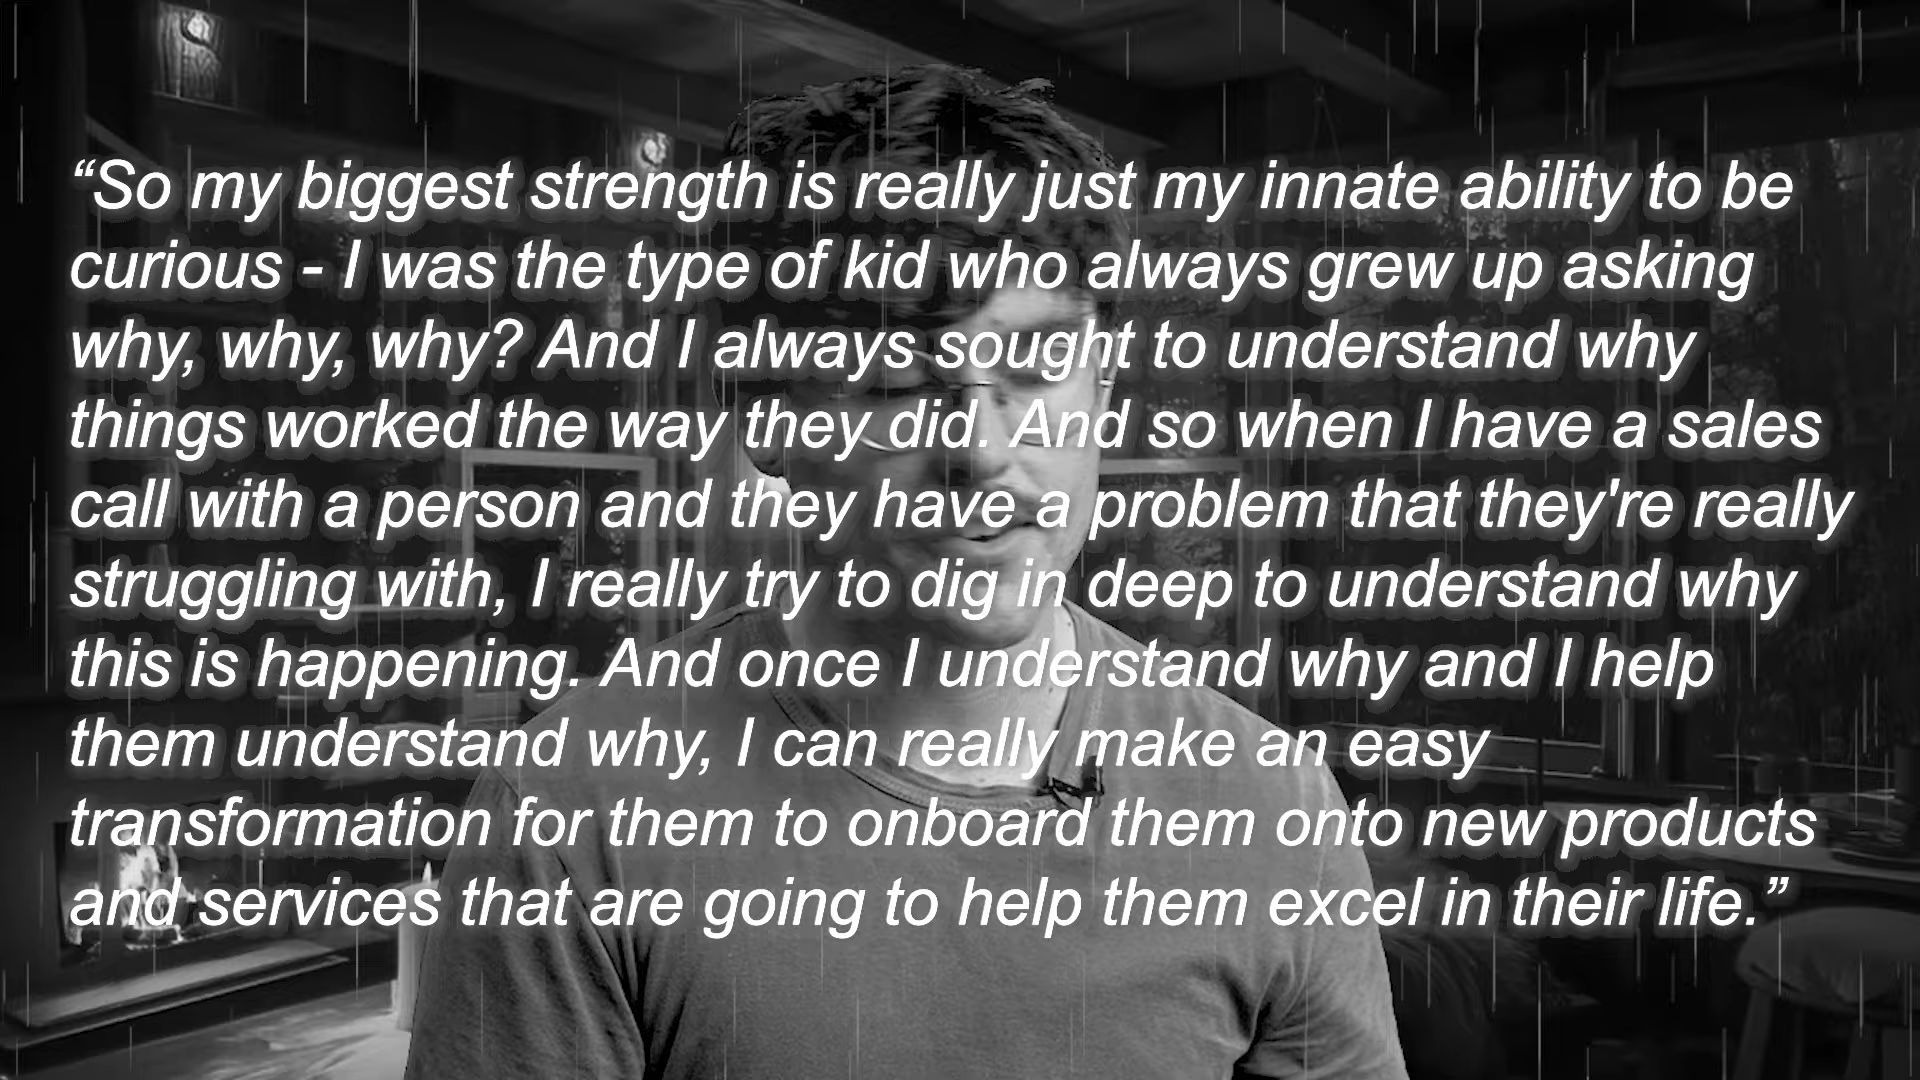 “So my biggest strength is really just my innate ability to be
curious - I was the type of kid who always grew up asking
why, why, why? And I always sought to understand why
things worked the way they did. And so when I have a sales
call with a person and they have a problem that they're really
struggling with, I really try to dig in deep to understand why
this is happening. And once I understand why and I help
them understand why, I can really make an easy
transformation for them to onboard them onto new products
and services that are going to help them excel in their life.”